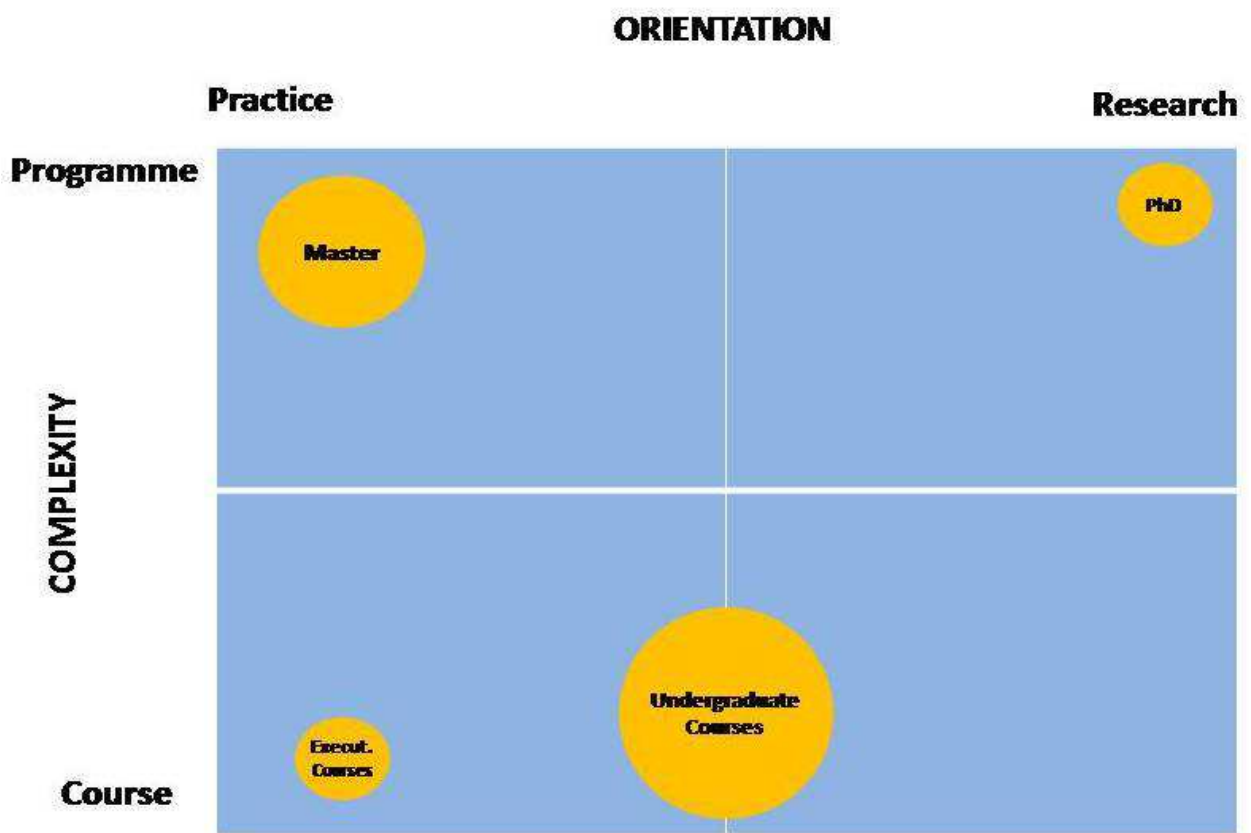 ORIENTATION
Practice
Research
Programme
PhD
Master
COMPLEXITY
Undergraduate
Courses
Execut.
Courses
Course